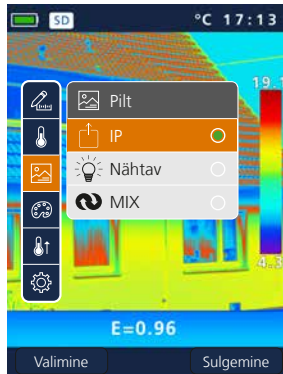 SD °C 17:13
19.1
Pilt
IP
Nähtav
MIX
4.3
E=0.96
Valimine Sulgemine